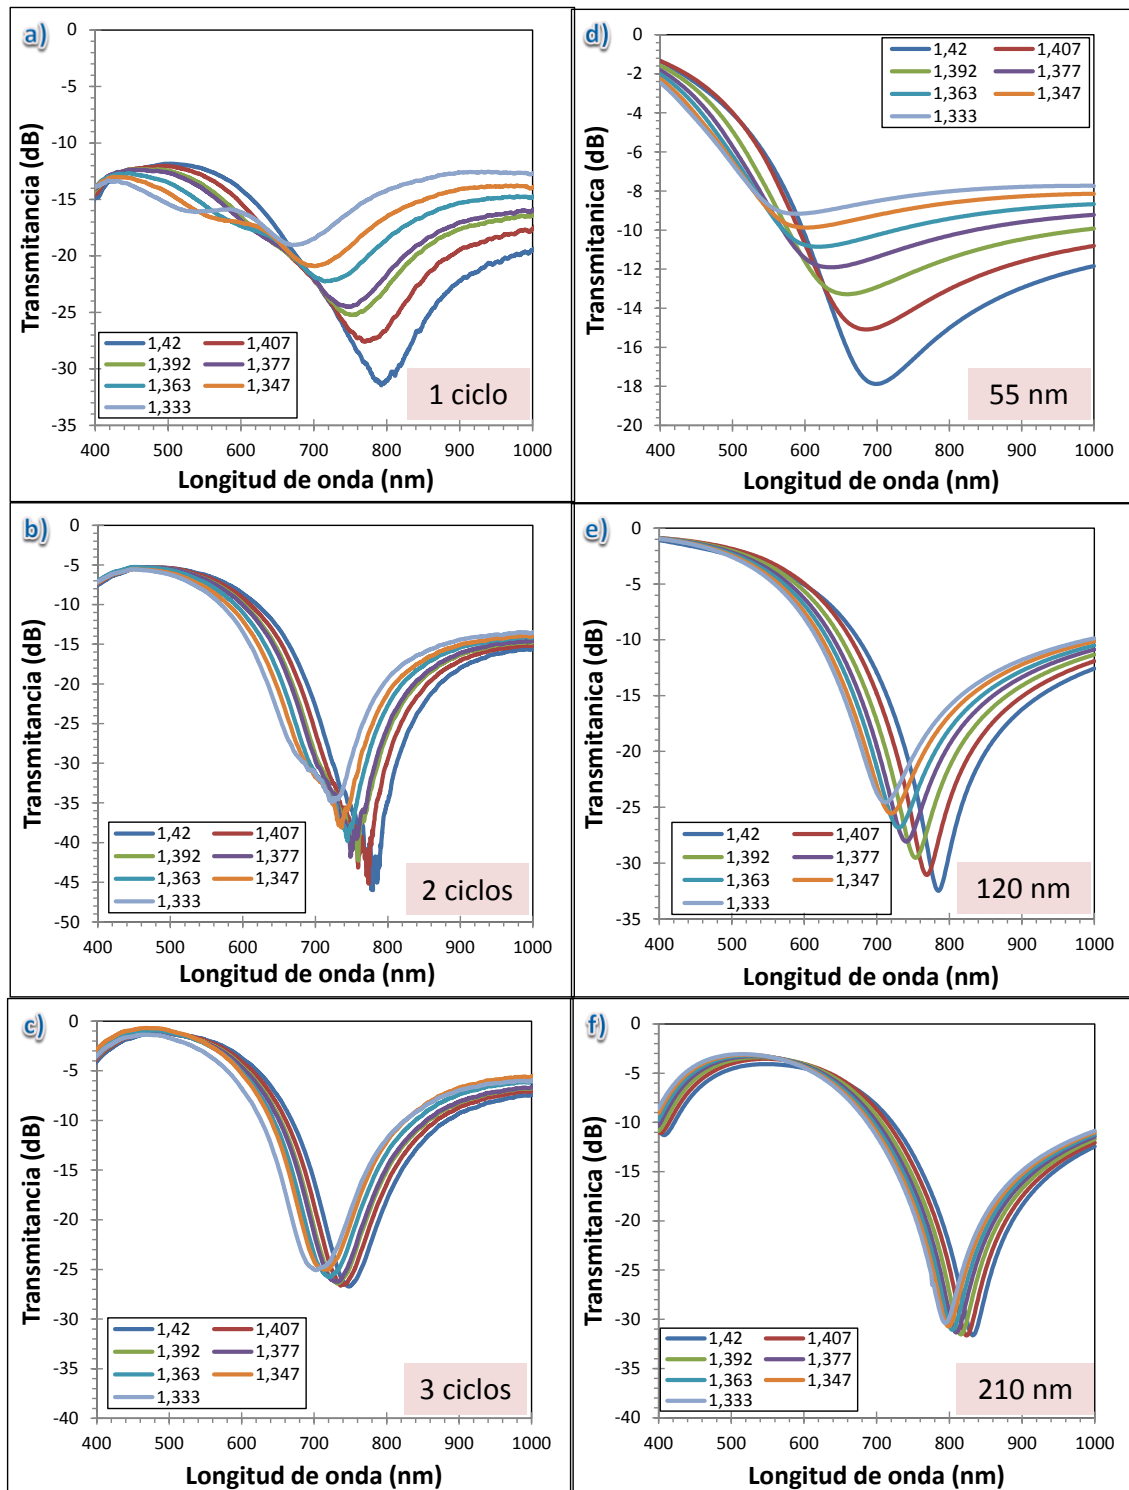 a)
0
-5
-10
-15
-20
-25
-30
-35
Transmitancia (dB)
1,42 1,407
1,392 1,377
1,363 1,347
1,333
1 ciclo
400 500 600 700 800 900 1000
Longitud de onda (nm)
d)
0
-2
-4
-6
-8
-10
-12
-14
-16
-18
-20
Transmitanica (dB)
1,42 1,407
1,392 1,377
1,363 1,347
1,333
55 nm
400 500 600 700 800 900 1000
Longitud de onda (nm)
b)
0
-5
-10
-15
-20
-25
-30
-35
-40
-45
-50
Transmitancia (dB)
1,42 1,407
1,392 1,377
1,363 1,347
1,333
2 ciclos
400 500 600 700 800 900 1000
Longitud de onda (nm)
e)
0
-5
-10
-15
-20
-25
-30
-35
Transmitanica (dB)
1,42 1,407
1,392 1,377
1,363 1,347
1,333
120 nm
400 500 600 700 800 900 1000
Longitud de onda (nm)
c)
0
-5
-10
-15
-20
-25
-30
-35
-40
Transmitancia (dB)
1,42 1,407
1,392 1,377
1,363 1,347
1,333
3 ciclos
400 500 600 700 800 900 1000
Longitud de onda (nm)
f)
0
-5
-10
-15
-20
-25
-30
-35
-40
Transmitanica (dB)
1,42 1,407
1,392 1,377
1,363 1,347
1,333
210 nm
400 500 600 700 800 900 1000
Longitud de onda (nm)